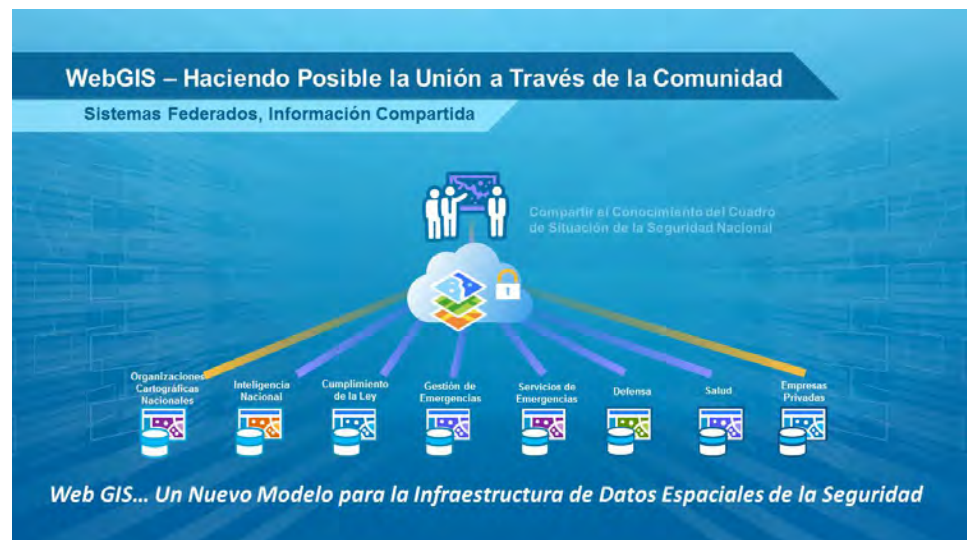 WebGIS – Haciendo Posible la Unión a Través de la Comunidad
Sistemas Federados, Información Compartida
Compartir el Conocimiento del Cuadro
de Situación de la Seguridad Nacional
Organizaciones
Cartográficas
Nacionales
Inteligencia
Nacional
Cumplimiento
de la Ley
Gestión de
Emergencias
Servicios de
Emergencias
Defensa
Salud
Empresas
Privadas
Web GIS... Un Nuevo Modelo para la Infraestructura de Datos Espaciales de la Seguridad